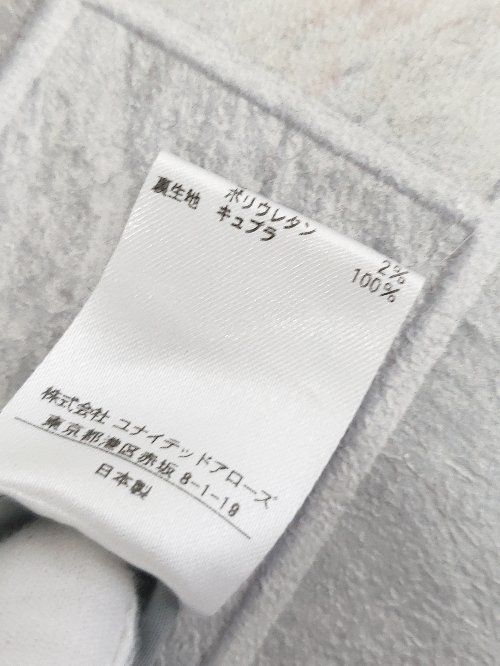 ポリウレタン 2%
裏生地 キュプラ 100%
株式会社 ユナイテッドアローズ
東京都港区赤坂 8-1-19
日本製